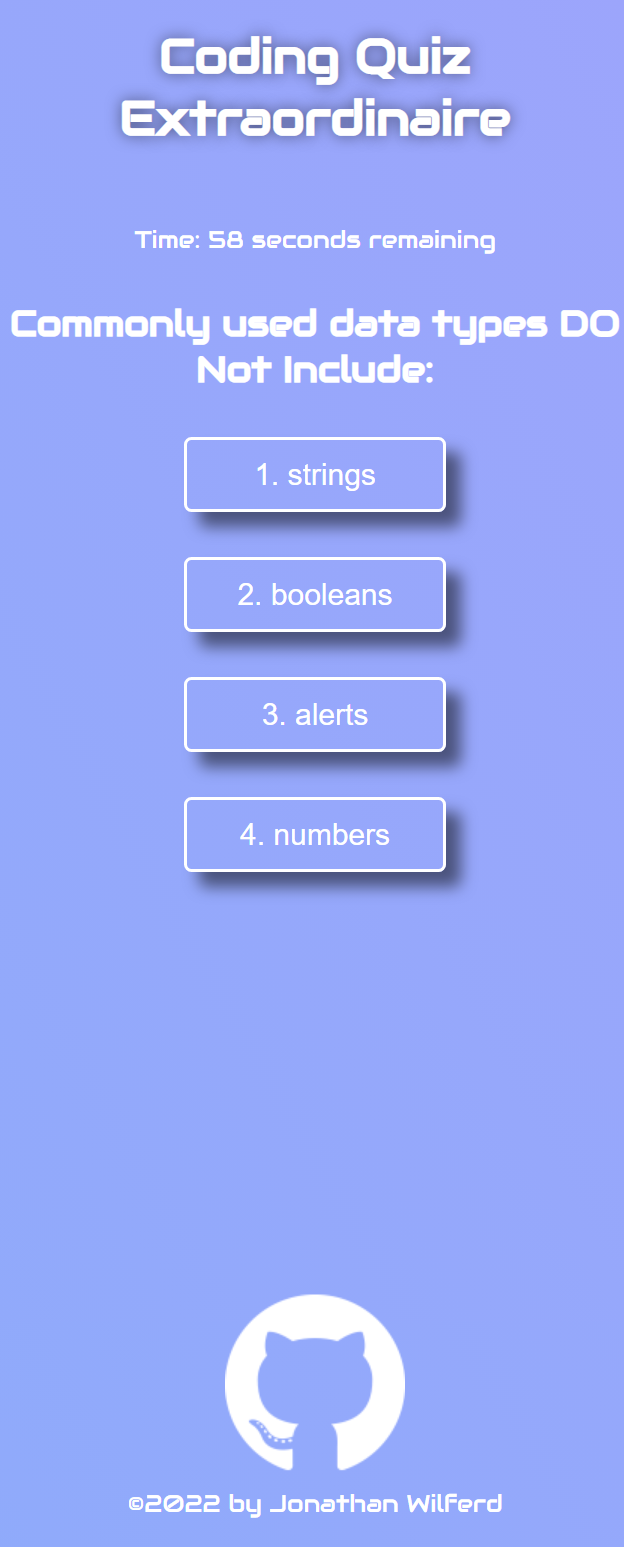 Coding Quiz
Extraordinaire
Time: 58 seconds remaining
Commonly used data types DO
Not Include:
1. strings
2. booleans
3. alerts
4. numbers
©2022 by Jonathan Wilferd